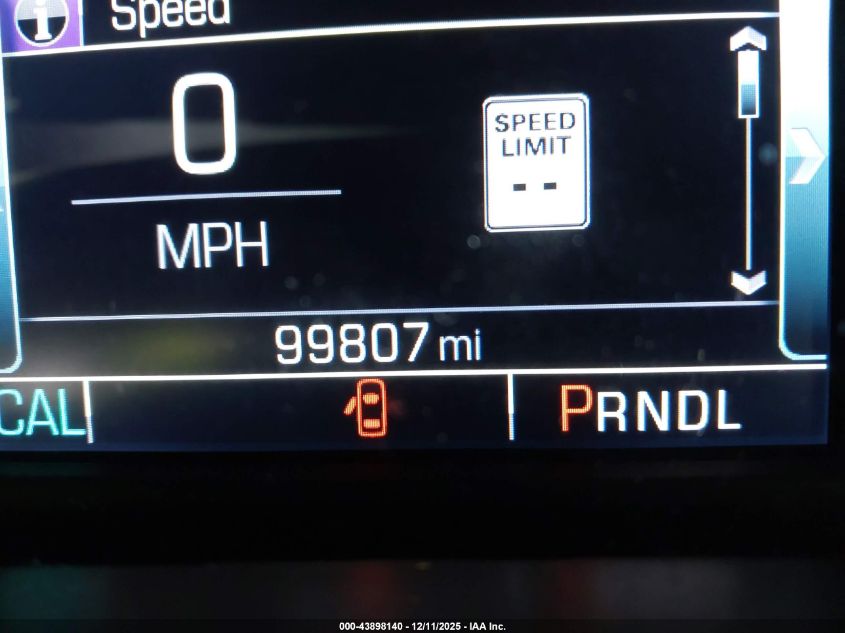 Speed
0
MPH
SPEED
LIMIT
--
99807 mi
CAL
PRNDL
000-43898140 - 12/11/2025 - IAA Inc.